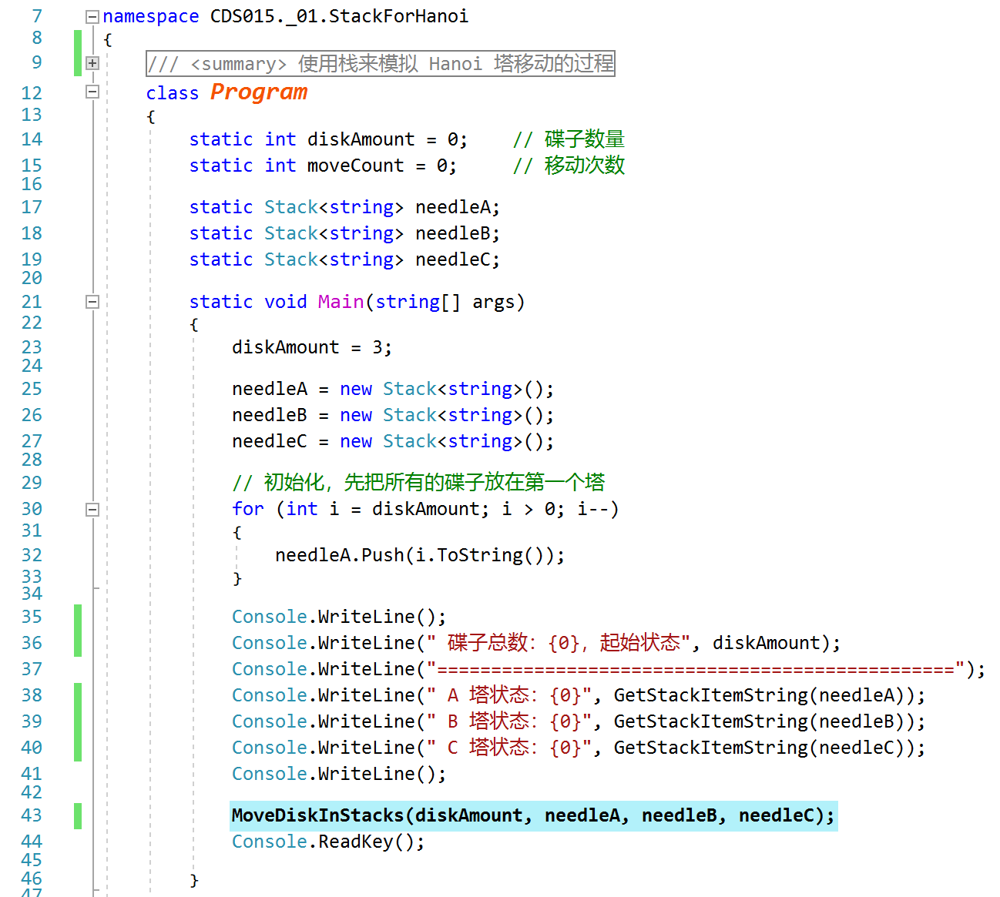 7 namespace CDS015._01.StackForHanoi
8 {
9 /// <summary> 使用栈来模拟 Hanoi 塔移动的过程
12 class Program
13 {
14 static int diskAmount = 0; // 碟子数量
15 static int moveCount = 0; // 移动次数
16
17 static Stack<string> needleA;
18 static Stack<string> needleB;
19 static Stack<string> needleC;
20
21 static void Main(string[] args)
22 {
23 diskAmount = 3;
24
25 needleA = new Stack<string>();
26 needleB = new Stack<string>();
27 needleC = new Stack<string>();
28
29 // 初始化，先把所有的碟子放在第一个塔
30 for (int i = diskAmount; i > 0; i--)
31 {
32 needleA.Push(i.ToString());
33 }
34
35 Console.WriteLine();
36 Console.WriteLine(" 碟子总数：{0}，起始状态", diskAmount);
37 Console.WriteLine("================================================");
38 Console.WriteLine(" A 塔状态：{0}", GetStackItemString(needleA));
39 Console.WriteLine(" B 塔状态：{0}", GetStackItemString(needleB));
40 Console.WriteLine(" C 塔状态：{0}", GetStackItemString(needleC));
41 Console.WriteLine();
42
43 MoveDiskInStacks(diskAmount, needleA, needleB, needleC);
44 Console.ReadKey();
45
46 }
47